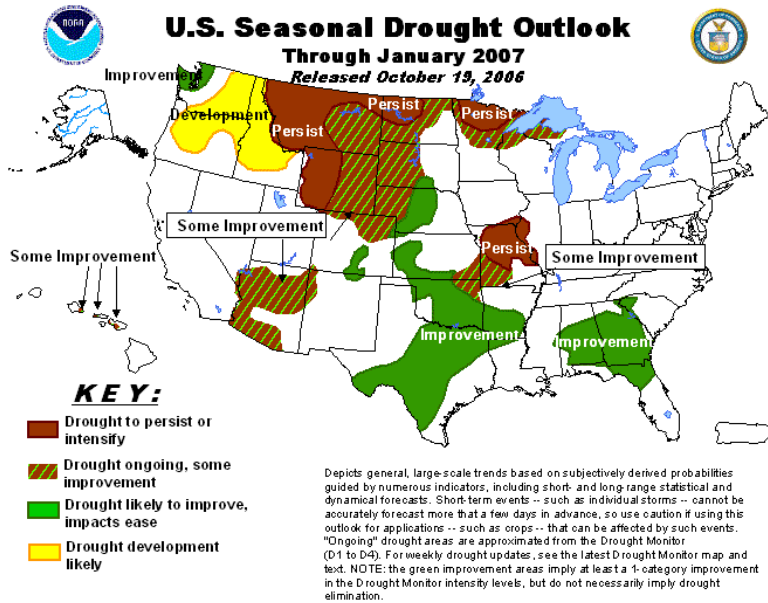 U.S. Seasonal Drought Outlook
Through January 2007
Released October 19, 2006
NOAA
Improvement
Development
Persist
Persist
Persist
Some Improvement
Persist
Some Improvement
Some Improvement
Improvement
Improvement
KEY:
Drought to persist or
intensify
Drought ongoing, some
improvement
Drought likely to improve,
impacts ease
Drought development
likely
Depicts general, large-scale trends based on subjectively derived probabilities
guided by numerous indicators, including short- and long-range statistical and
dynamical forecasts. Short-term events -- such as individual storms -- cannot be
accurately forecast more that a few days in advance, so use caution if using this
outlook for applications -- such as crops -- that can be affected by such events.
"Ongoing" drought areas are approximated from the Drought Monitor
(D1 to D4). For weekly drought updates, see the latest Drought Monitor map and
text. NOTE: the green improvement areas imply at least a 1-category improvement
in the Drought Monitor intensity levels, but do not necessarily imply drought
elimination.